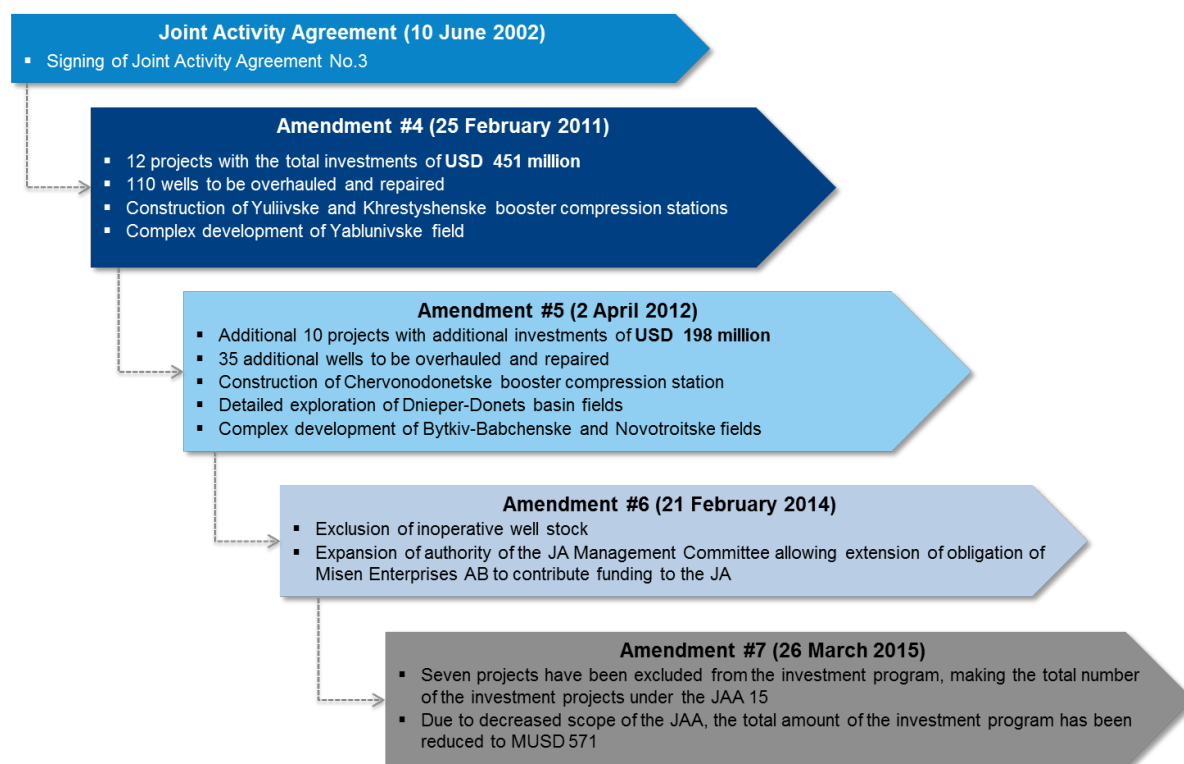 Joint Activity Agreement (10 June 2002)
▪ Signing of Joint Activity Agreement No.3
Amendment #4 (25 February 2011)
▪ 12 projects with the total investments of USD 451 million
▪ 110 wells to be overhauled and repaired
▪ Construction of Yuliivske and Khrestyshenske booster compression stations
▪ Complex development of Yablunivske field
Amendment #5 (2 April 2012)
▪ Additional 10 projects with additional investments of USD 198 million
▪ 35 additional wells to be overhauled and repaired
▪ Construction of Chervonodonetske booster compression station
▪ Detailed exploration of Dnieper-Donets basin fields
▪ Complex development of Bytkiv-Babchenske and Novotroitske fields
Amendment #6 (21 February 2014)
▪ Exclusion of inoperative well stock
▪ Expansion of authority of the JA Management Committee allowing extension of obligation of
Misen Enterprises AB to contribute funding to the JA
Amendment #7 (26 March 2015)
▪ Seven projects have been excluded from the investment program, making the total number
of the investment projects under the JAA 15
▪ Due to decreased scope of the JAA, the total amount of the investment program has been
reduced to MUSD 571